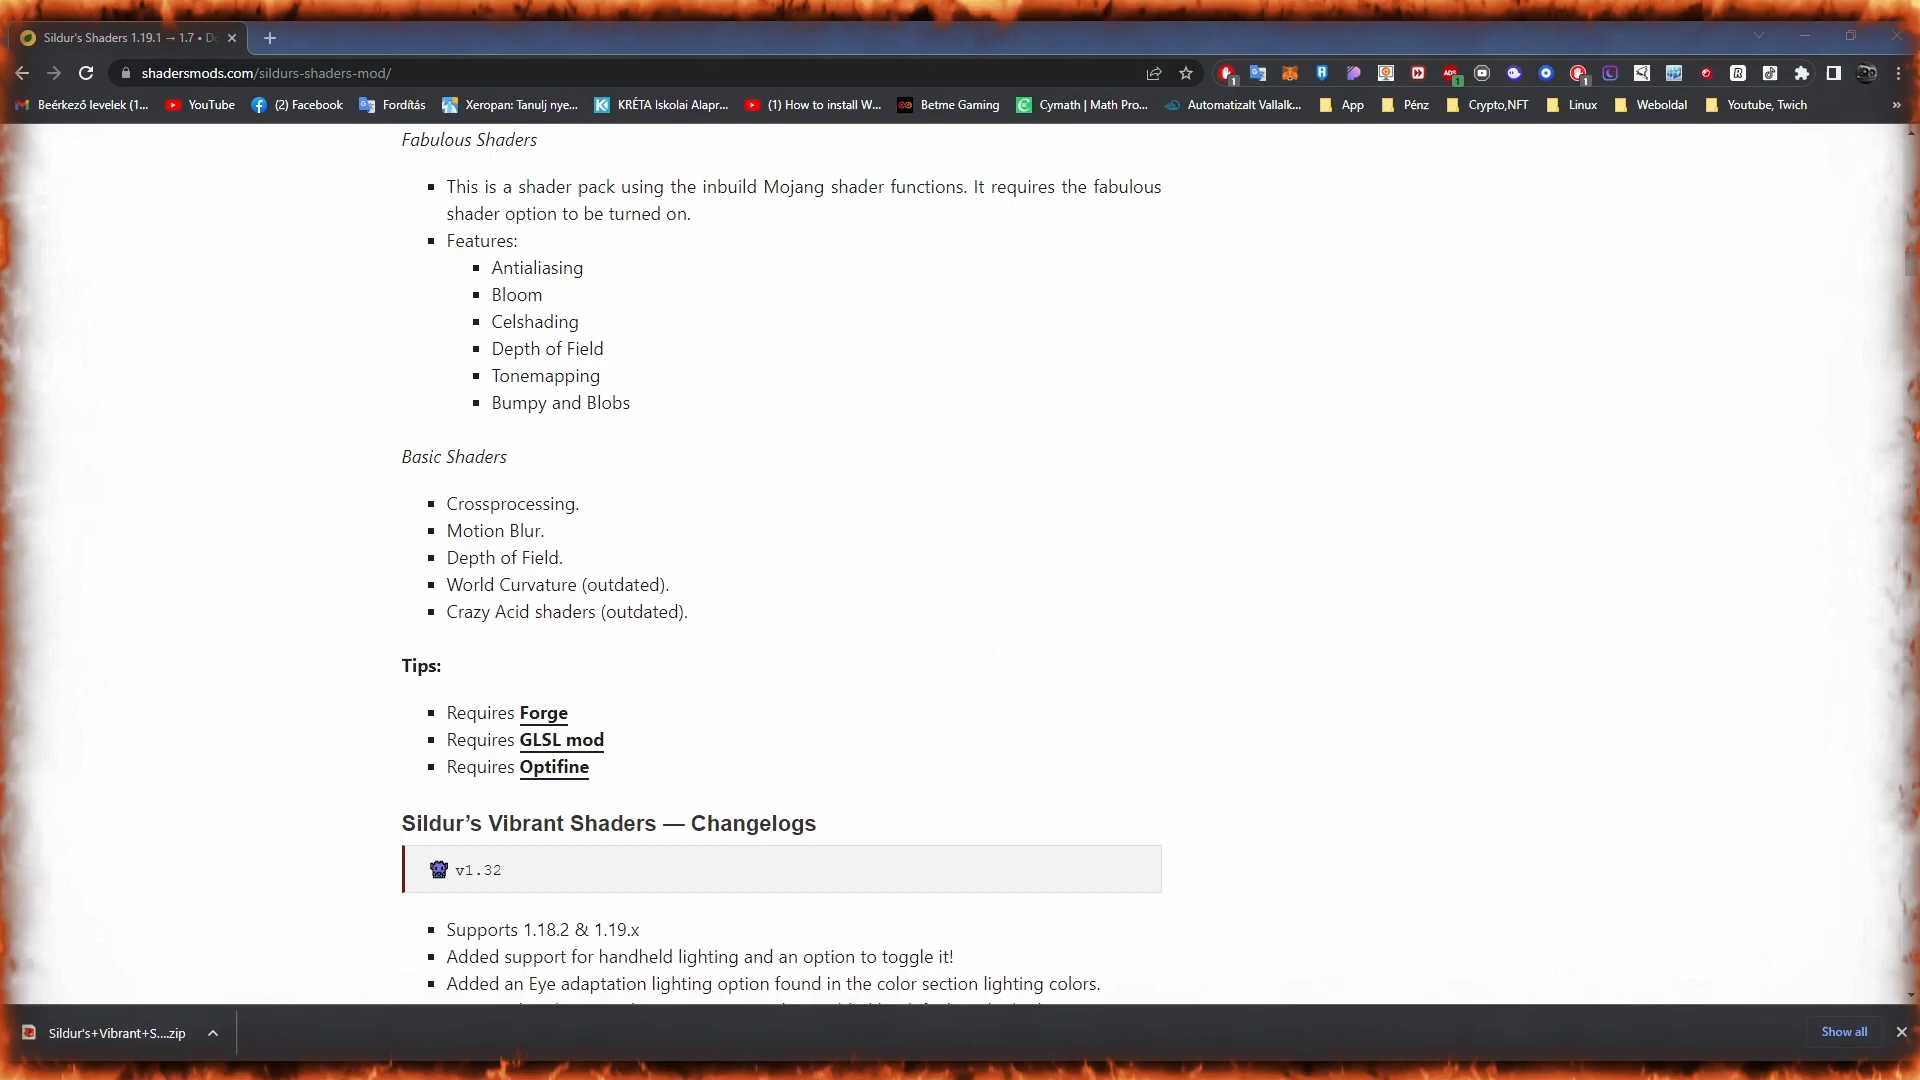 Sildur's Shaders 1.19.1 → 1.7 • Do
shadersmods.com/sildurs-shaders-mod/
Beérkező levelek (1...
YouTube
(2) Facebook
Fordítás
Xeropan: Tanulj nye...
KRÉTA Iskolai Alapr...
(1) How to install W...
Betme Gaming
Cymath | Math Pro...
Automatizalt Vallalk...
App
Pénz
Crypto,NFT
Linux
Weboldal
Youtube, Twich
»
Fabulous Shaders
This is a shader pack using the inbuild Mojang shader functions. It requires the fabulous
shader option to be turned on.
Features:
Antialiasing
Bloom
Celshading
Depth of Field
Tonemapping
Bumpy and Blobs
Basic Shaders
Crossprocessing.
Motion Blur.
Depth of Field.
World Curvature (outdated).
Crazy Acid shaders (outdated).
Tips:
Requires Forge
Requires GLSL mod
Requires Optifine
Sildur’s Vibrant Shaders — Changelogs
v1.32
Supports 1.18.2 & 1.19.x
Added support for handheld lighting and an option to toggle it!
Added an Eye adaptation lighting option found in the color section lighting colors.
Sildur's+Vibrant+S....zip
Show all